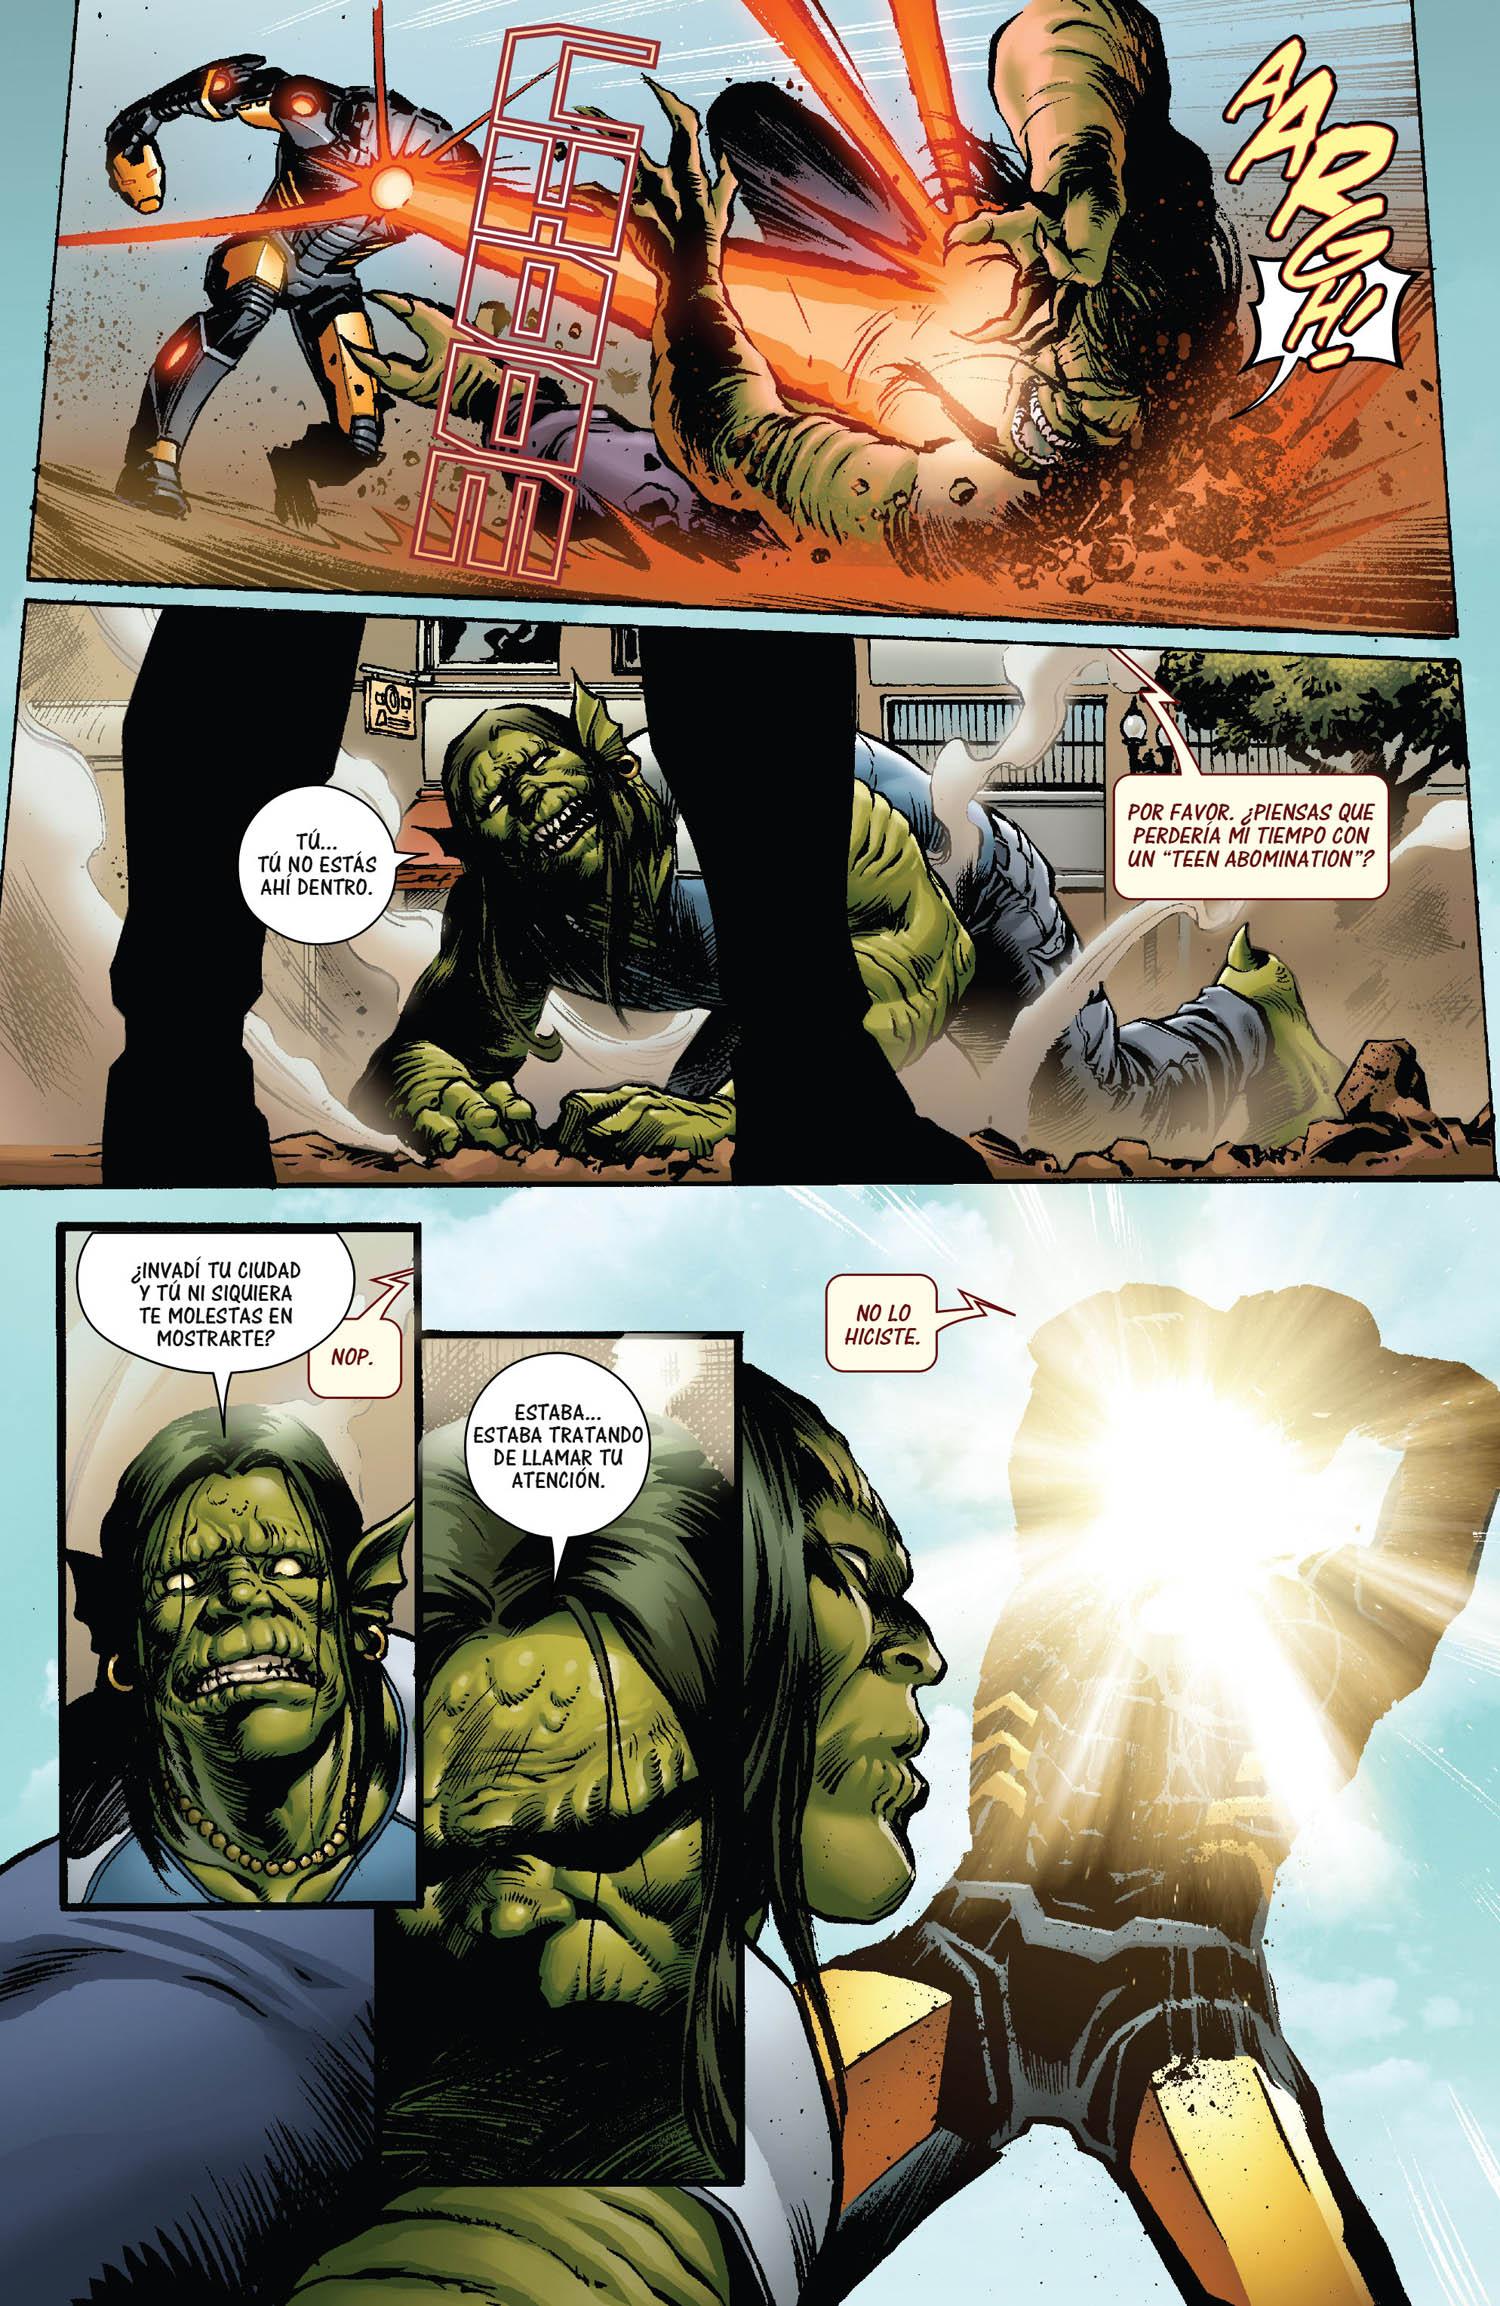 CHEEEEE
AARGH!
TÚ...
TÚ NO ESTÁS
AHÍ DENTRO.
POR FAVOR. ¿PIENSAS QUE
PERDERÍA MI TIEMPO CON
UN “TEEN ABOMINATION”?
¿INVADÍ TU CIUDAD
Y TÚ NI SIQUIERA
TE MOLESTAS EN
MOSTRARTE?
NOP.
ESTABA...
ESTABA TRATANDO
DE LLAMAR TU
ATENCIÓN.
NO LO
HICISTE.